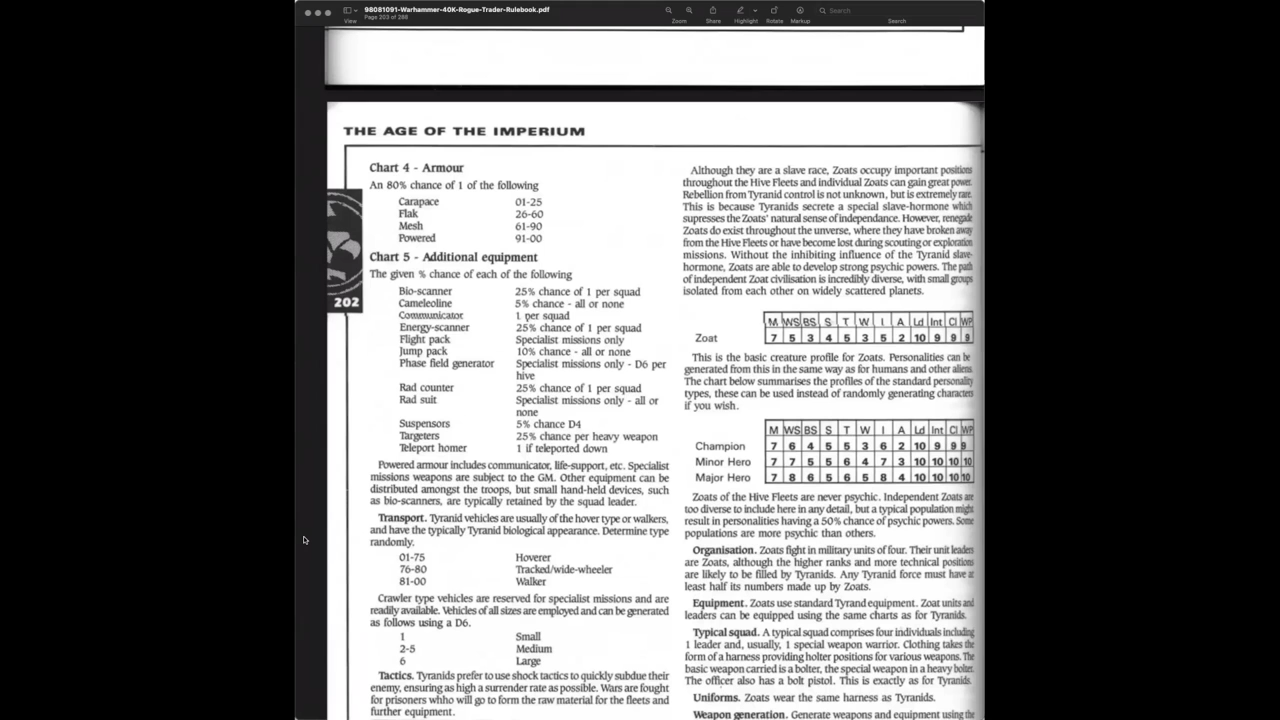 98081091-Warhammer-40K-Rogue-Trader-Rulebook.pdf
Page 203 of 288
View
Zoom
Share
Highlight
Rotate
Markup
Search
Search
THE AGE OF THE IMPERIUM
202
Chart 4 - Armour
An 80% chance of 1 of the following
Carapace 01-25
Flak 26-60
Mesh 61-90
Powered 91-00
Chart 5 - Additional equipment
The given % chance of each of the following
Bio-scanner 25% chance of 1 per squad
Cameleoline 5% chance - all or none
Communicator 1 per squad
Energy-scanner 25% chance of 1 per squad
Flight pack Specialist missions only
Jump pack 10% chance - all or none
Phase field generator Specialist missions only - D6 per
hive
Rad counter 25% chance of 1 per squad
Rad suit Specialist missions only - all or
none
Suspensors 5% chance D4
Targeters 25% chance per heavy weapon
Teleport homer 1 if teleported down
Powered armour includes communicator, life-support, etc. Specialist
missions weapons are subject to the GM. Other equipment can be
distributed amongst the troops, but small hand-held devices, such
as bio-scanners, are typically retained by the squad leader.
Transport. Tyranid vehicles are usually of the hover type or walkers,
and have the typically Tyranid biological appearance. Determine type
randomly.
01-75 Hoverer
76-80 Tracked/wide-wheeler
81-00 Walker
Crawler type vehicles are reserved for specialist missions and are
readily available. Vehicles of all sizes are employed and can be generated
as follows using a D6.
1 Small
2-5 Medium
6 Large
Tactics. Tyranids prefer to use shock tactics to quickly subdue their
enemy, ensuring as high a surrender rate as possible. Wars are fought
for prisoners whho will go to form the raw material for the fleets and
further equipment.
Although they are a slave race, Zoats occupy important positions
throughout the Hive Fleets and individual Zoats can gain great power.
Rebellion from Tyranid control is not unknown, but is extremely rare.
This is because Tyranids secrete a special slave-hormone which
supresses the Zoats' natural sense of independance. However, renegade
Zoats do exist throughout the unverse, where they have broken away
from the Hive Fleets or have become lost during scouting or exploration
missions. Without the inhibiting influence of the Tyranid slave-
hormone, Zoats are able to develop strong psychic powers. The path
of independent Zoat civilisation is incredibly diverse, with small groups
isolated from each other on widely scattered planets.
M WS BS S T W I A Ld Int Cl WP
Zoat 7 5 3 4 5 3 5 2 10 9 9 9
This is the basic creature profile for Zoats. Personalities can be
generated from this in the same way as for humans and other aliens.
The chart below summarises the profiles of the standard personality
types, these can be used instead of randomly generating characters
if you wish.
M WS BS S T W I A Ld Int Cl WP
Champion 7 6 4 5 5 3 6 2 10 9 9 9
Minor Hero 7 7 5 5 6 4 7 3 10 10 10 10
Major Hero 7 8 6 5 6 5 8 4 10 10 10 10
Zoats of the Hive Fleets are never psychic. Independent Zoats are
too diverse to include here in any detail, but a typical population might
result in personalities having a 50% chance of psychic powers. Some
populations are more psychic than others.
Organisation. Zoats fight in military units of four. Their unit leaders
are Zoats, although the higher ranks and more technical positions
are likely to be filled by Tyranids. Any Tyranid force must have at
least half its numbers made up by Zoats.
Equipment. Zoats use standard Tyrand equipment. Zoat units and
leaders can be equipped using the same charts as for Tyranids.
Typical squad. A typical squad comprises four individuals including
1 leader and, usually, 1 special weapon warrior. Clothing takes the
form of a harness providing holter positions for various weapons. The
basic weapon carried is a bolter, the special weapon in a heavy bolter.
The officer also has a bolt pistol. This is exactly as for Tyranids.
Uniforms. Zoats wear the same harness as Tyranids.
Weapon generation. Generate weapons and equipment using the